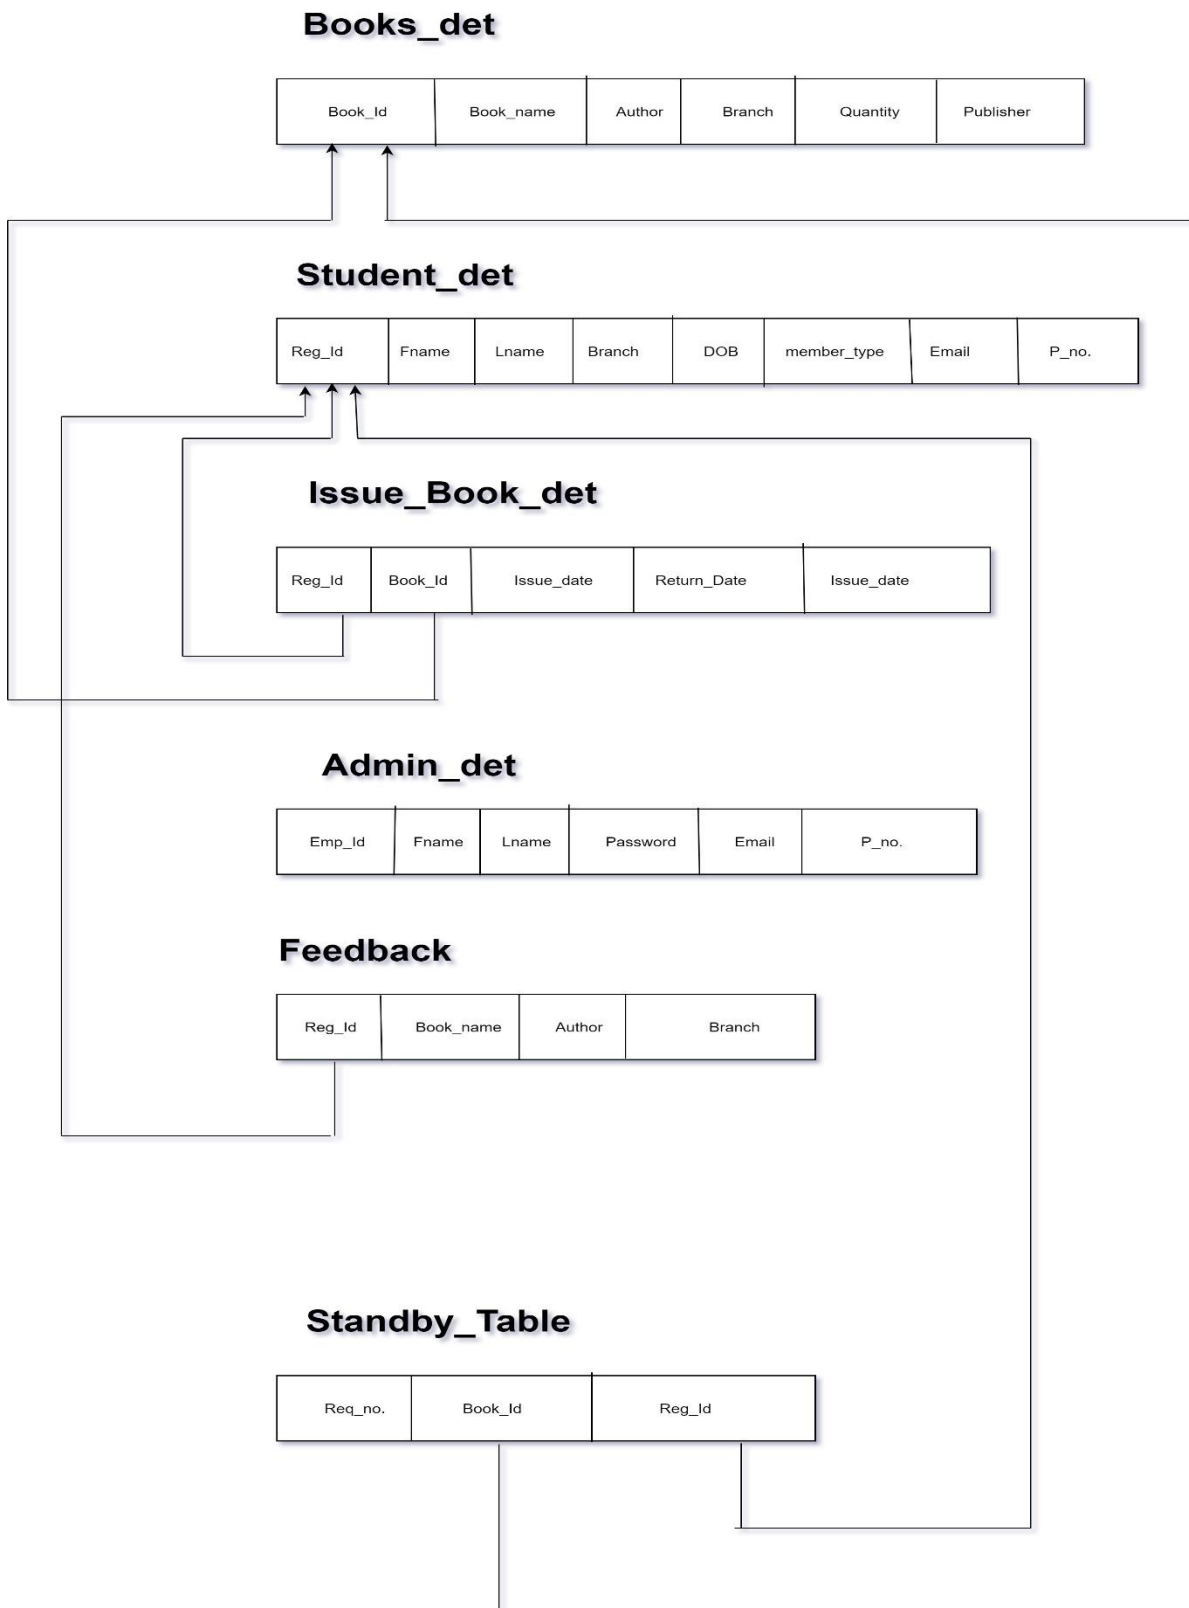 Books_det
Book_Id Book_name Author Branch Quantity Publisher
Student_det
Reg_Id Fname Lname Branch DOB member_type Email P_no.
Issue_Book_det
Reg_Id Book_Id Issue_date Return_Date Issue_date
Admin_det
Emp_Id Fname Lname Password Email P_no.
Feedback
Reg_Id Book_name Author Branch
Standby_Table
Req_no. Book_Id Reg_Id